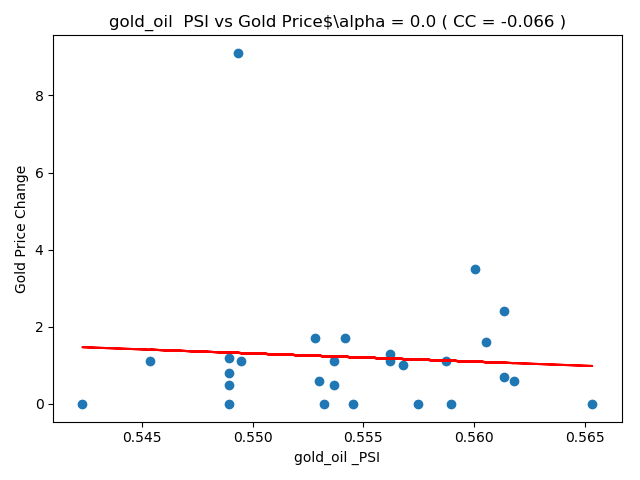 gold_oil  PSI vs Gold Price$\alpha = 0.0 ( CC = -0.066 )
Gold Price Change
8
6
4
2
0
0.545 0.550 0.555 0.560 0.565
gold_oil _PSI